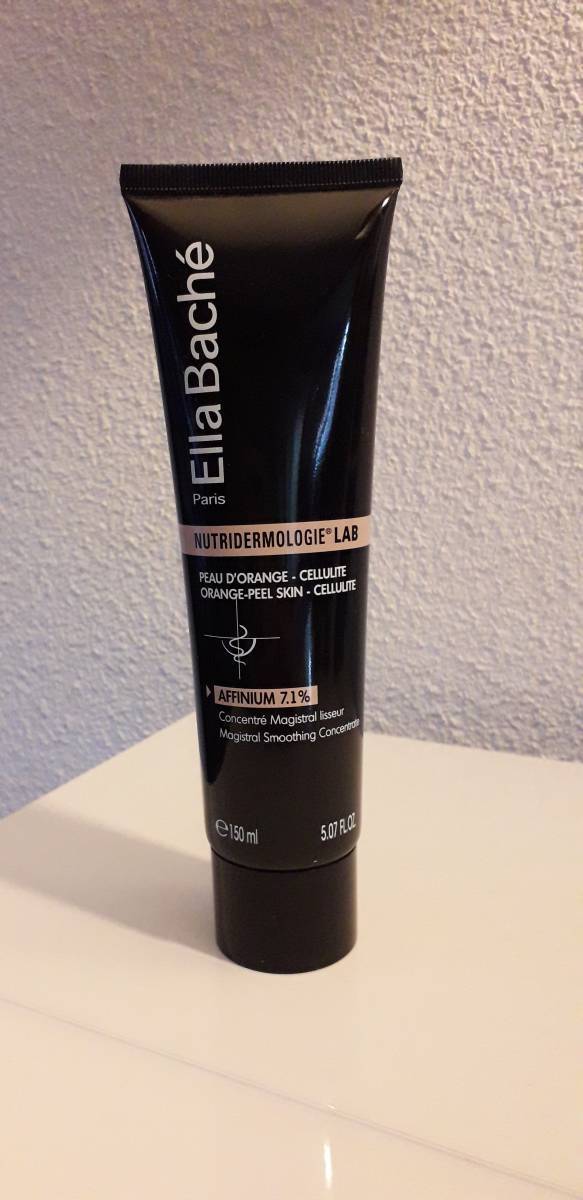 Ella Baché
Paris
NUTRIDERMOLOGIE® LAB
PEAU D'ORANGE - CELLULITE
ORANGE-PEEL SKIN - CELLULITE
AFFINIUM 7.1%
Concentré Magistral lisseur
Magistral Smoothing Concentrate
℮150 ml 5.07 FL.OZ.